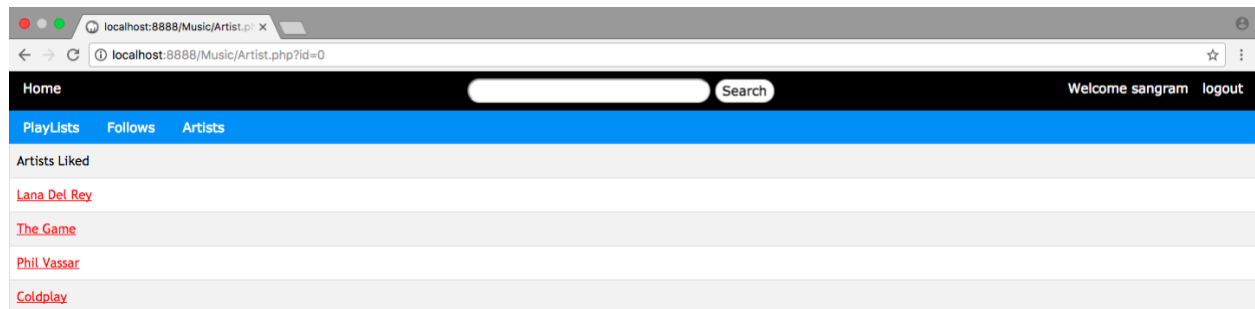 localhost:8888/Music/Artist.p
localhost:8888/Music/Artist.php?id=0
Home Search Welcome sangram logout
PlayLists Follows Artists
Artists Liked
Lana Del Rey
The Game
Phil Vassar
Coldplay